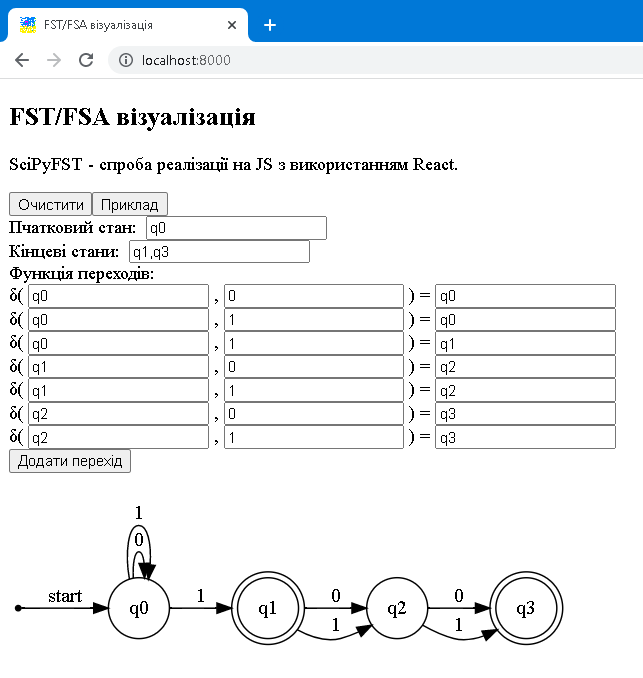 FST/FSA візуалізація
localhost:8000
FST/FSA візуалізація
SciPyFST - спроба реалізації на JS з використанням React.
Очистити Приклад
Пчатковий стан: q0
Кінцеві стани: q1,q3
Функція переходів:
δ( q0 , 0 ) = q0
δ( q0 , 1 ) = q0
δ( q0 , 1 ) = q1
δ( q1 , 0 ) = q2
δ( q1 , 1 ) = q2
δ( q2 , 0 ) = q3
δ( q2 , 1 ) = q3
Додати перехід
1
0
start 1 0 0
q0 q1 q2 q3
1 1